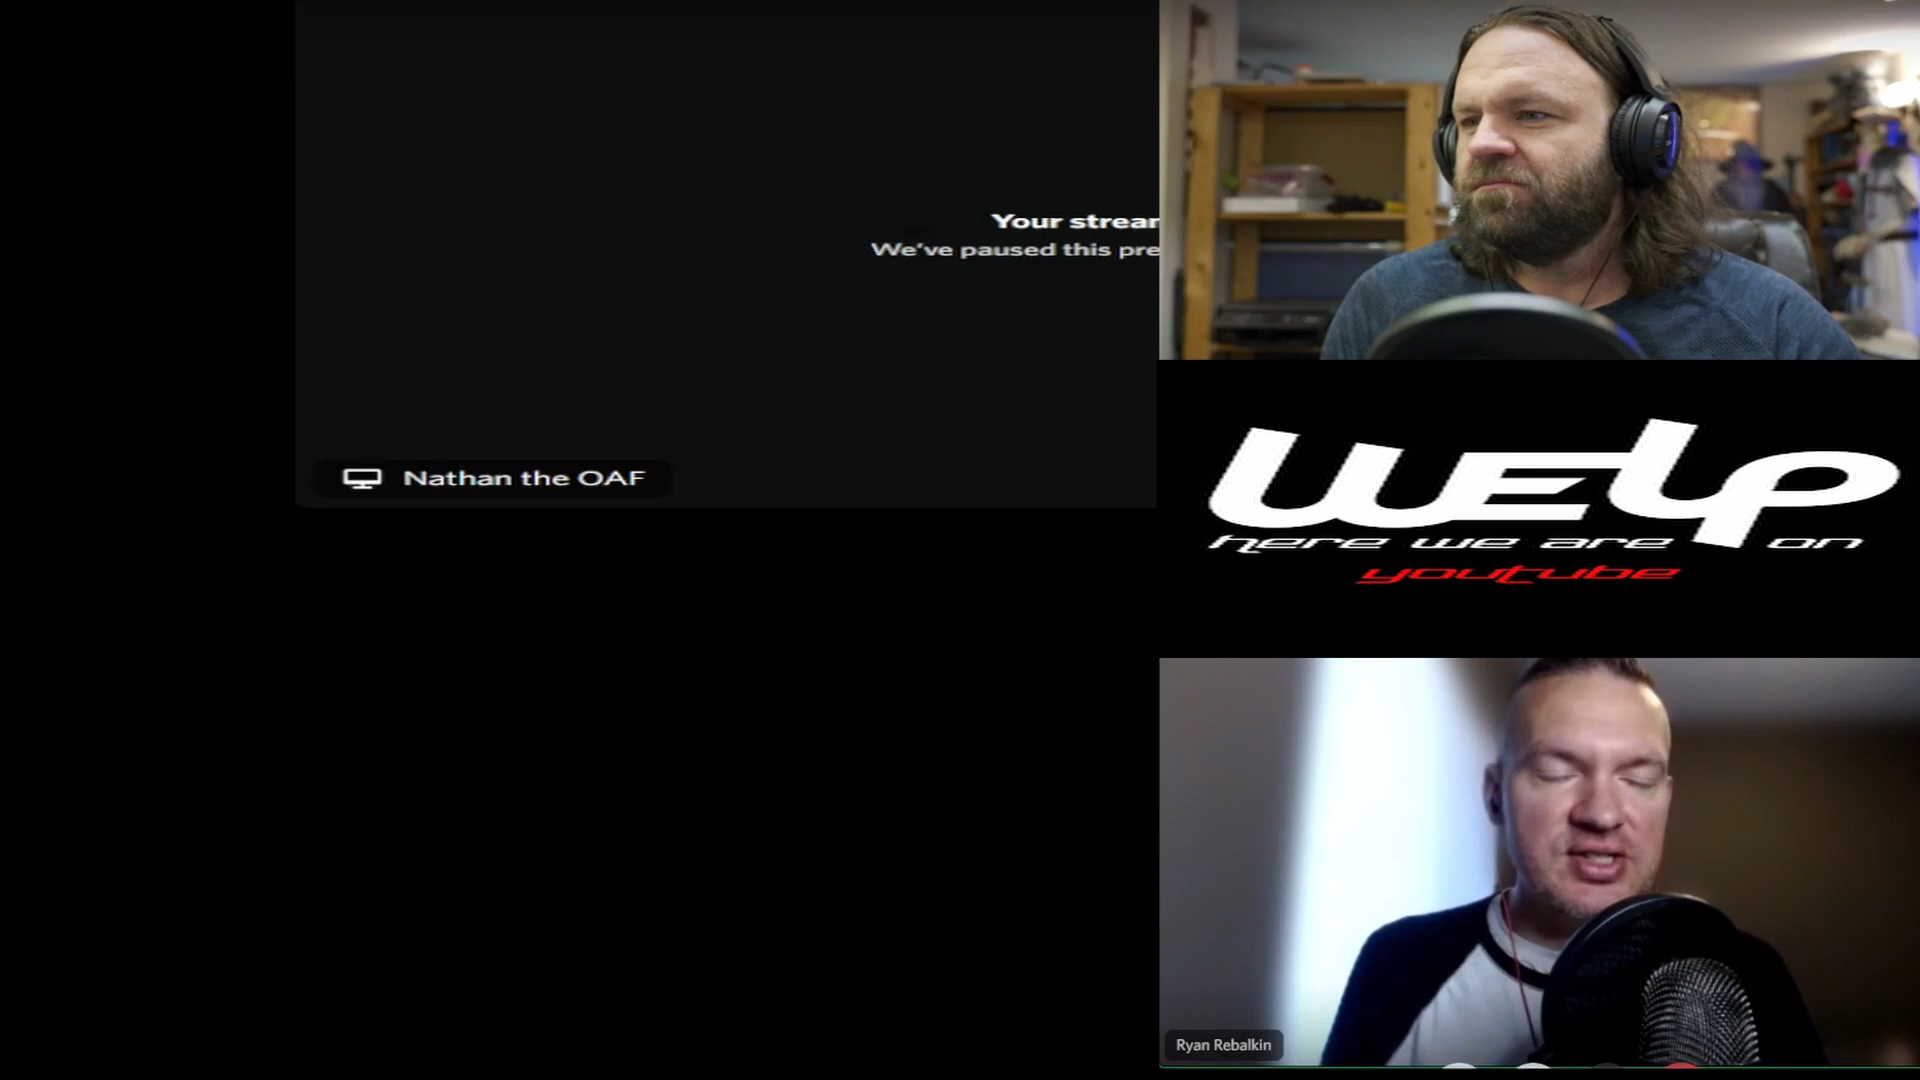 Your strear
We've paused this pre
Nathan the OAF
WELP
here we are on
youtube
Ryan Rebalkin